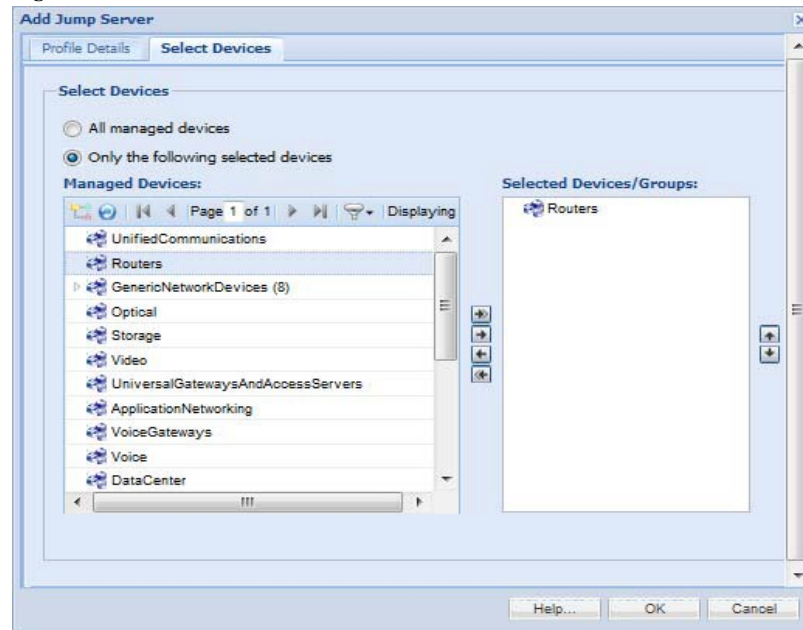 Add Jump Server
Profile Details Select Devices
Select Devices
All managed devices
Only the following selected devices
Managed Devices:
Page 1 of 1 Displaying
UnifiedCommunications
Routers
GenericNetworkDevices (8)
Optical
Storage
Video
UniversalGatewaysAndAccessServers
ApplicationNetworking
VoiceGateways
Voice
DataCenter
Selected Devices/Groups:
Routers
Help... OK Cancel